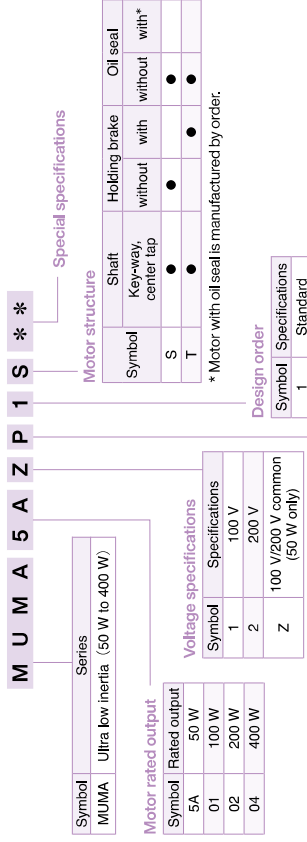 M U M A 5 A Z P 1 S * *
Special specifications
Motor structure
Symbol Shaft Holding brake Oil seal
Key-way, center tap without with without with*
S ● ● ●
T ● ● ●
* Motor with oil seal is manufactured by order.
Design order
Symbol Specifications
1 Standard
Symbol Series
MUMA Ultra low inertia (50 W to 400 W)
Motor rated output
Symbol Rated output
5A 50 W
01 100 W
02 200 W
04 400 W
Voltage specifications
Symbol Specifications
1 100 V
2 200 V
Z 100 V/200 V common
(50 W only)